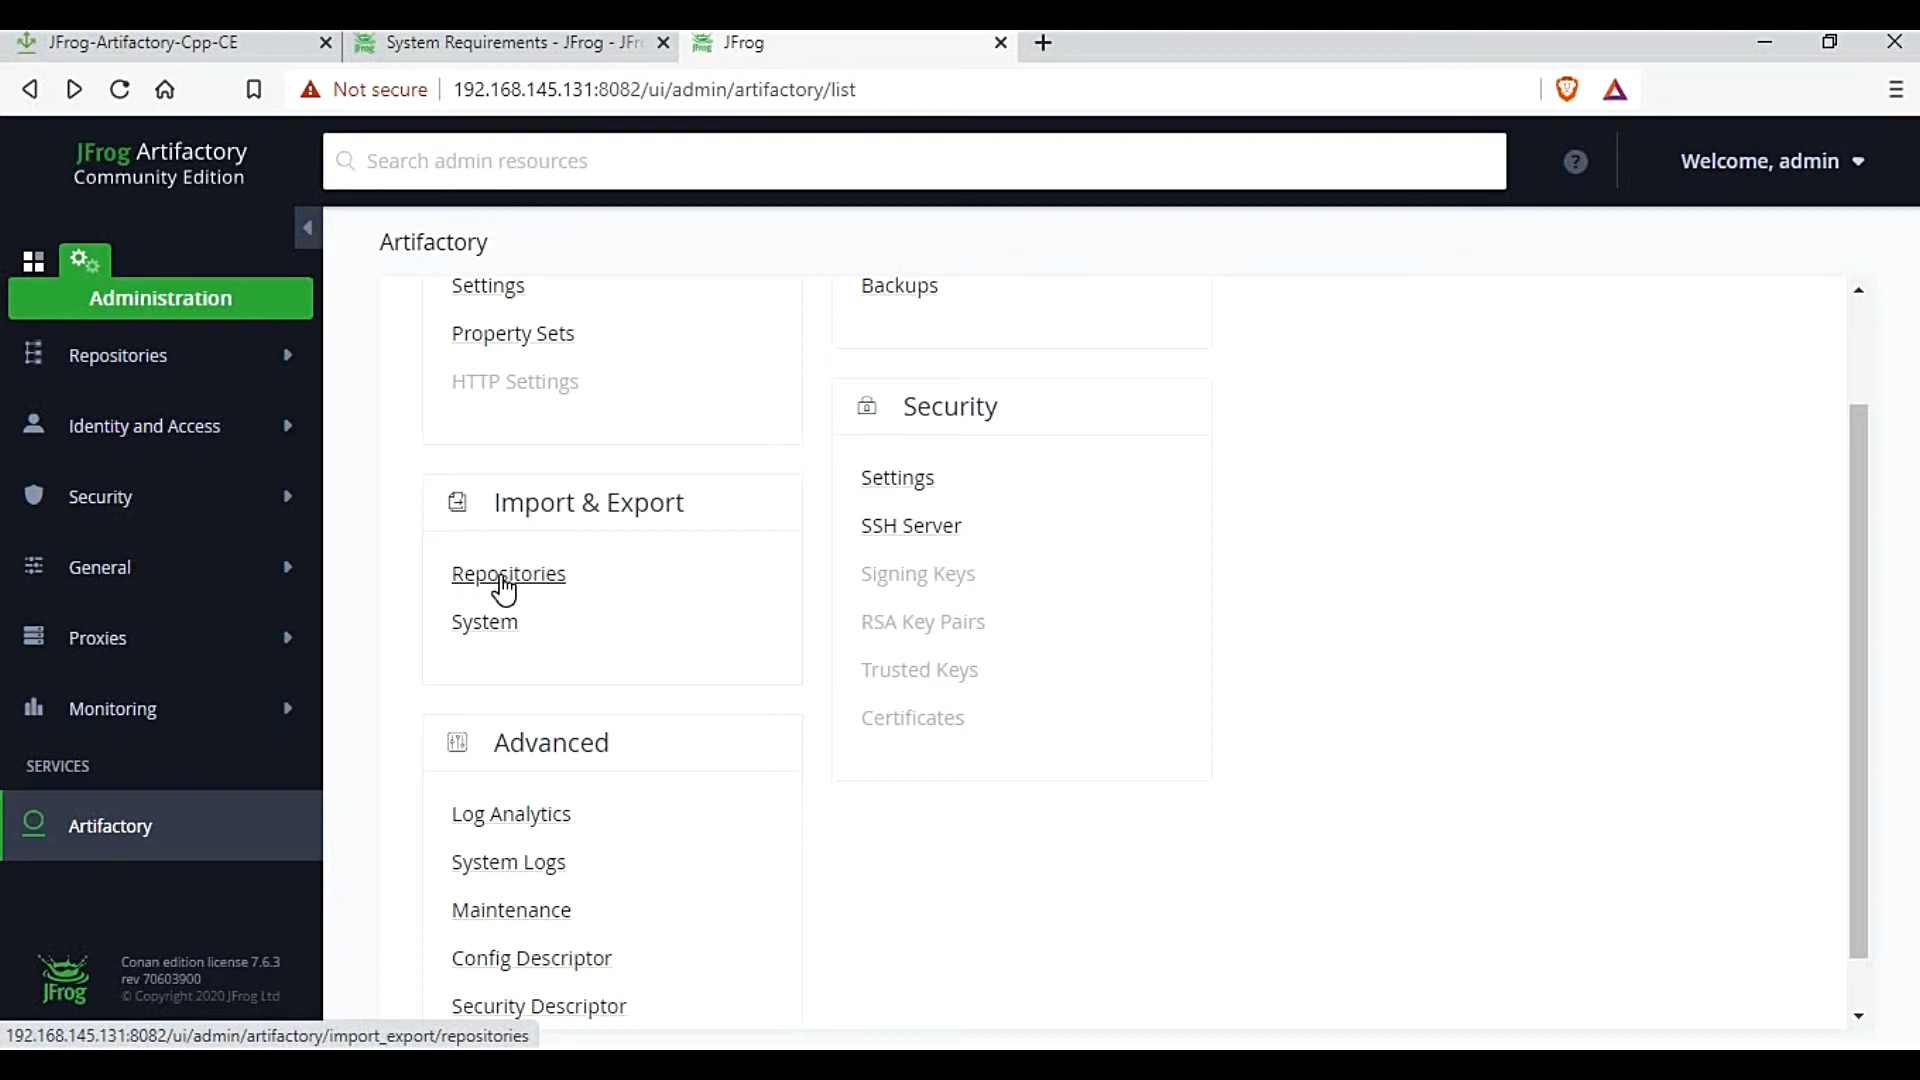 JFrog-Artifactory-Cpp-CE
System Requirements - JFrog - JFr
JFrog
Not secure
192.168.145.131:8082/ui/admin/artifactory/list
JFrog Artifactory
Community Edition
Search admin resources
Welcome, admin
Administration
Repositories
Identity and Access
Security
General
Proxies
Monitoring
SERVICES
Artifactory
JFrog
Conan edition license 7.6.3
rev 70603900
© Copyright 2020 JFrog Ltd
Artifactory
Settings
Property Sets
HTTP Settings
Import & Export
Repositories
System
Advanced
Log Analytics
System Logs
Maintenance
Config Descriptor
Security Descriptor
Backups
Security
Settings
SSH Server
Signing Keys
RSA Key Pairs
Trusted Keys
Certificates
192.168.145.131:8082/ui/admin/artifactory/import_export/repositories